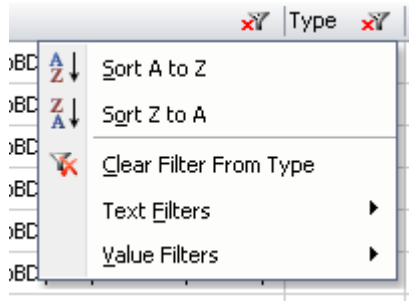 Type
Sort A to Z
Sort Z to A
Clear Filter From Type
Text Filters
Value Filters